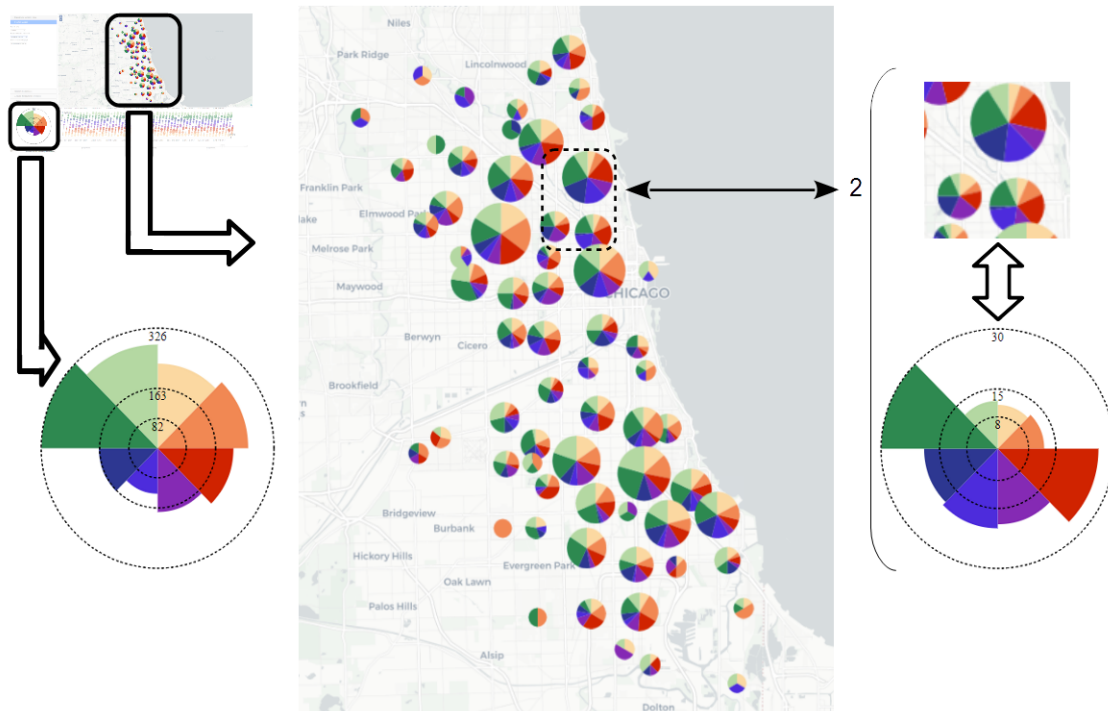 Niles
Park Ridge
Lincolnwood
Franklin Park
Elmwood Park
lake
Melrose Park
Maywood
CHICAGO
Berwyn
Cicero
Brookfield
Bridgeview
Burbank
Hickory Hills
Evergreen Park
Oak Lawn
Palos Hills
Alsip
Dolton
2
326
163
82
30
15
8